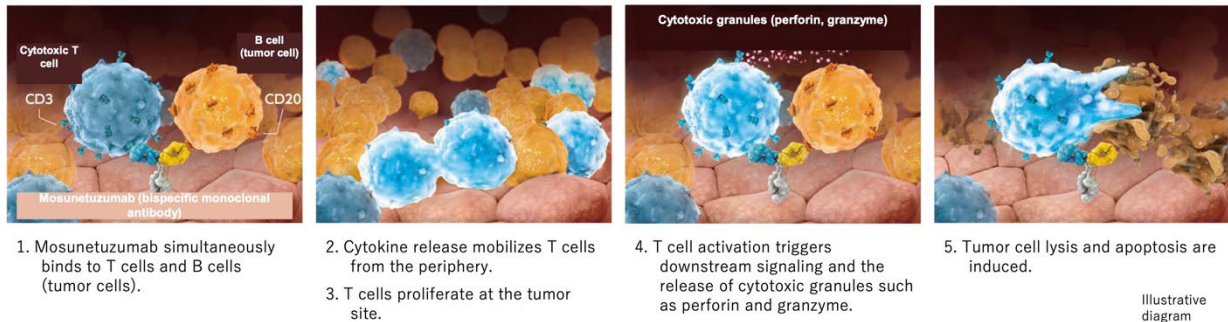 Cytotoxic T
cell
B cell
(tumor cell)
CD3
CD20
Mosunetuzumab (bispecific monoclonal
antibody)
Cytotoxic granules (perforin, granzyme)
1. Mosunetuzumab simultaneously
binds to T cells and B cells
(tumor cells).
2. Cytokine release mobilizes T cells
from the periphery.
3. T cells proliferate at the tumor
site.
4. T cell activation triggers
downstream signaling and the
release of cytotoxic granules such
as perforin and granzyme.
5. Tumor cell lysis and apoptosis are
induced.
Illustrative
diagram